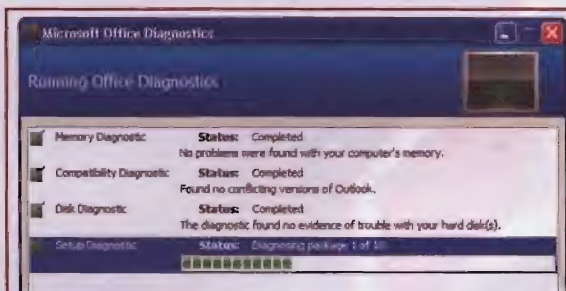 Microsoft Office Diagnostics
Running Office Diagnostics
Memory Diagnostic Status: Completed
No problems were found with your computer's memory.
Compatibility Diagnostic Status: Completed
Found no conflicting versions of Outlook.
Disk Diagnostic Status: Completed
The diagnostic found no evidence of trouble with your hard disk(s).
Setup Diagnostic Status: Diagnosing package 1 of 10